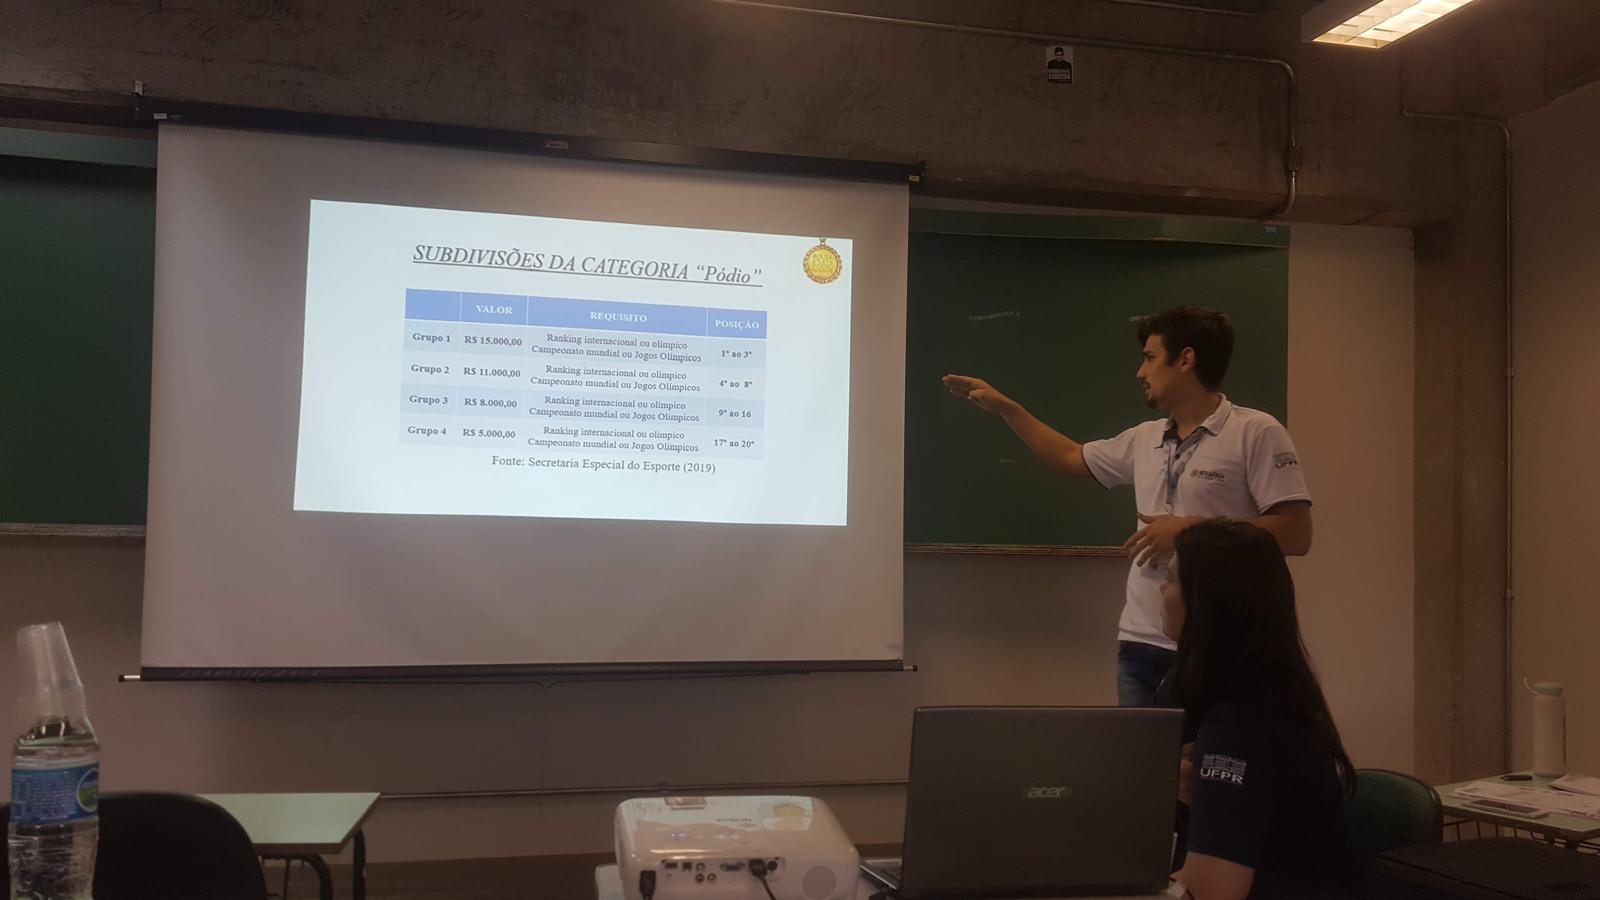 SUBDIVISÕES DA CATEGORIA “Pódio”
VALOR REQUISITO POSIÇÃO
Grupo 1 R$ 15.000,00 Ranking internacional ou olímpico
Campeonato mundial ou Jogos Olímpicos 1º ao 3º
Grupo 2 R$ 11.000,00 Ranking internacional ou olímpico
Campeonato mundial ou Jogos Olímpicos 4º ao 8º
Grupo 3 R$ 8.000,00 Ranking internacional ou olímpico
Campeonato mundial ou Jogos Olímpicos 9º ao 16
Grupo 4 R$ 5.000,00 Ranking internacional ou olímpico
Campeonato mundial ou Jogos Olímpicos 17º ao 20º
Fonte: Secretaria Especial do Esporte (2019)
UFPR
UFPR
acer
EPSON